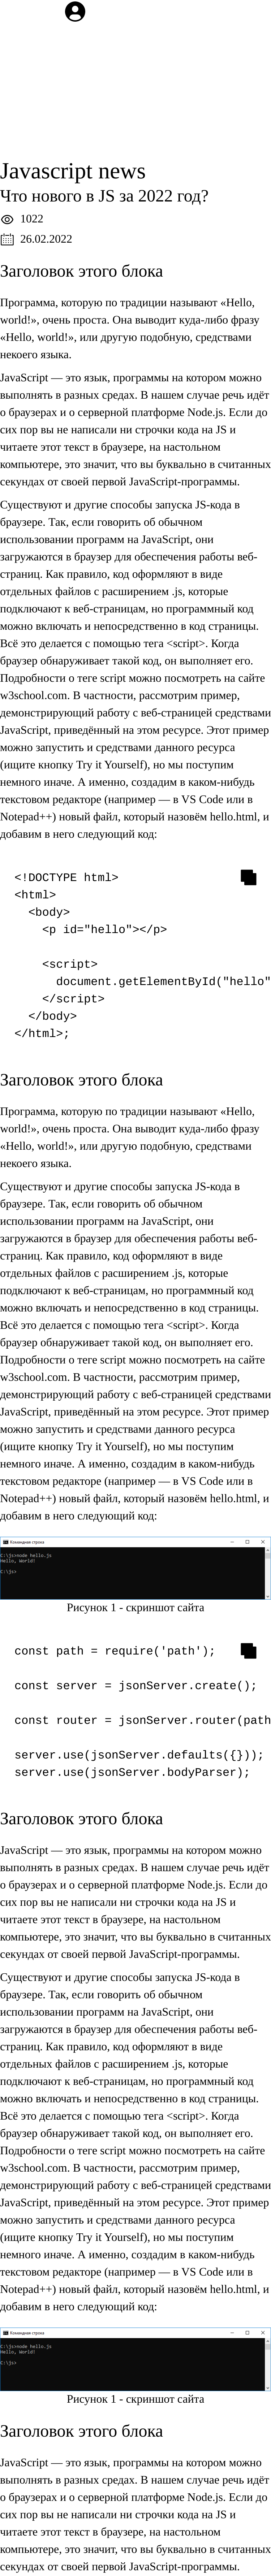 Javascript news
Что нового в JS за 2022 год?
1022
26.02.2022
Заголовок этого блока
Программа, которую по традиции называют «Hello,
world!», очень проста. Она выводит куда-либо фразу
«Hello, world!», или другую подобную, средствами
некоего языка.
JavaScript — это язык, программы на котором можно
выполнять в разных средах. В нашем случае речь идёт
о браузерах и о серверной платформе Node.js. Если до
сих пор вы не написали ни строчки кода на JS и
читаете этот текст в браузере, на настольном
компьютере, это значит, что вы буквально в считанных
секундах от своей первой JavaScript-программы.
Существуют и другие способы запуска JS-кода в
браузере. Так, если говорить об обычном
использовании программ на JavaScript, они
загружаются в браузер для обеспечения работы веб-
страниц. Как правило, код оформляют в виде
отдельных файлов с расширением .js, которые
подключают к веб-страницам, но программный код
можно включать и непосредственно в код страницы.
Всё это делается с помощью тега <script>. Когда
браузер обнаруживает такой код, он выполняет его.
Подробности о теге script можно посмотреть на сайте
w3school.com. В частности, рассмотрим пример,
демонстрирующий работу с веб-страницей средствами
JavaScript, приведённый на этом ресурсе. Этот пример
можно запустить и средствами данного ресурса
(ищите кнопку Try it Yourself), но мы поступим
немного иначе. А именно, создадим в каком-нибудь
текстовом редакторе (например — в VS Code или в
Notepad++) новый файл, который назовём hello.html, и
добавим в него следующий код:
<!DOCTYPE html>
<html>
<body>
<p id="hello"></p>
<script>
document.getElementById("hello"
</script>
</body>
</html>;
Заголовок этого блока
Программа, которую по традиции называют «Hello,
world!», очень проста. Она выводит куда-либо фразу
«Hello, world!», или другую подобную, средствами
некоего языка.
Существуют и другие способы запуска JS-кода в
браузере. Так, если говорить об обычном
использовании программ на JavaScript, они
загружаются в браузер для обеспечения работы веб-
страниц. Как правило, код оформляют в виде
отдельных файлов с расширением .js, которые
подключают к веб-страницам, но программный код
можно включать и непосредственно в код страницы.
Всё это делается с помощью тега <script>. Когда
браузер обнаруживает такой код, он выполняет его.
Подробности о теге script можно посмотреть на сайте
w3school.com. В частности, рассмотрим пример,
демонстрирующий работу с веб-страницей средствами
JavaScript, приведённый на этом ресурсе. Этот пример
можно запустить и средствами данного ресурса
(ищите кнопку Try it Yourself), но мы поступим
немного иначе. А именно, создадим в каком-нибудь
текстовом редакторе (например — в VS Code или в
Notepad++) новый файл, который назовём hello.html, и
добавим в него следующий код:
Командная строка
C:\js>node hello.js
Hello, World!
C:\js>
Рисунок 1 - скриншот сайта
const path = require('path');
const server = jsonServer.create();
const router = jsonServer.router(path
server.use(jsonServer.defaults({}));
server.use(jsonServer.bodyParser);
Заголовок этого блока
JavaScript — это язык, программы на котором можно
выполнять в разных средах. В нашем случае речь идёт
о браузерах и о серверной платформе Node.js. Если до
сих пор вы не написали ни строчки кода на JS и
читаете этот текст в браузере, на настольном
компьютере, это значит, что вы буквально в считанных
секундах от своей первой JavaScript-программы.
Существуют и другие способы запуска JS-кода в
браузере. Так, если говорить об обычном
использовании программ на JavaScript, они
загружаются в браузер для обеспечения работы веб-
страниц. Как правило, код оформляют в виде
отдельных файлов с расширением .js, которые
подключают к веб-страницам, но программный код
можно включать и непосредственно в код страницы.
Всё это делается с помощью тега <script>. Когда
браузер обнаруживает такой код, он выполняет его.
Подробности о теге script можно посмотреть на сайте
w3school.com. В частности, рассмотрим пример,
демонстрирующий работу с веб-страницей средствами
JavaScript, приведённый на этом ресурсе. Этот пример
можно запустить и средствами данного ресурса
(ищите кнопку Try it Yourself), но мы поступим
немного иначе. А именно, создадим в каком-нибудь
текстовом редакторе (например — в VS Code или в
Notepad++) новый файл, который назовём hello.html, и
добавим в него следующий код:
Командная строка
C:\js>node hello.js
Hello, World!
C:\js>
Рисунок 1 - скриншот сайта
Заголовок этого блока
JavaScript — это язык, программы на котором можно
выполнять в разных средах. В нашем случае речь идёт
о браузерах и о серверной платформе Node.js. Если до
сих пор вы не написали ни строчки кода на JS и
читаете этот текст в браузере, на настольном
компьютере, это значит, что вы буквально в считанных
секундах от своей первой JavaScript-программы.